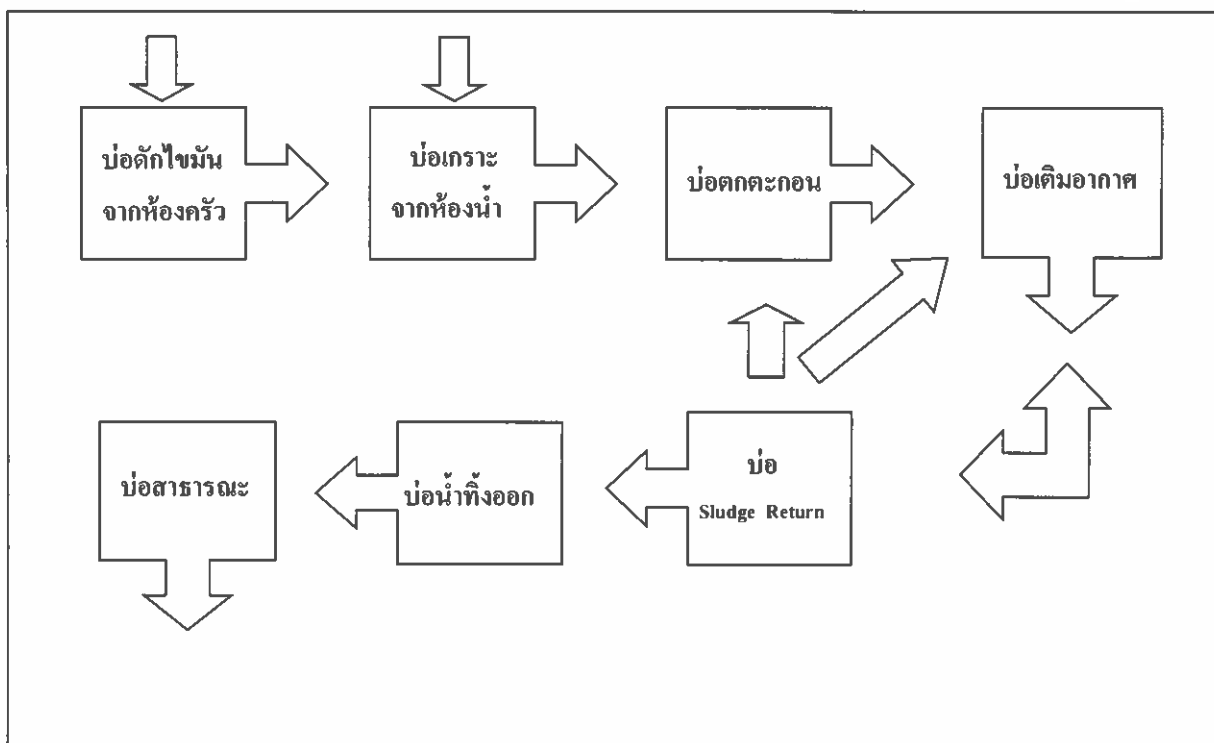 บ่อดักไขมัน
จากห้องครัว
บ่อเกราะ
จากห้องน้ำ
บ่อตกตะกอน
บ่อเติมอากาศ
บ่อสาธารณะ
บ่อน้ำทิ้งออก
บ่อ
Sludge Return